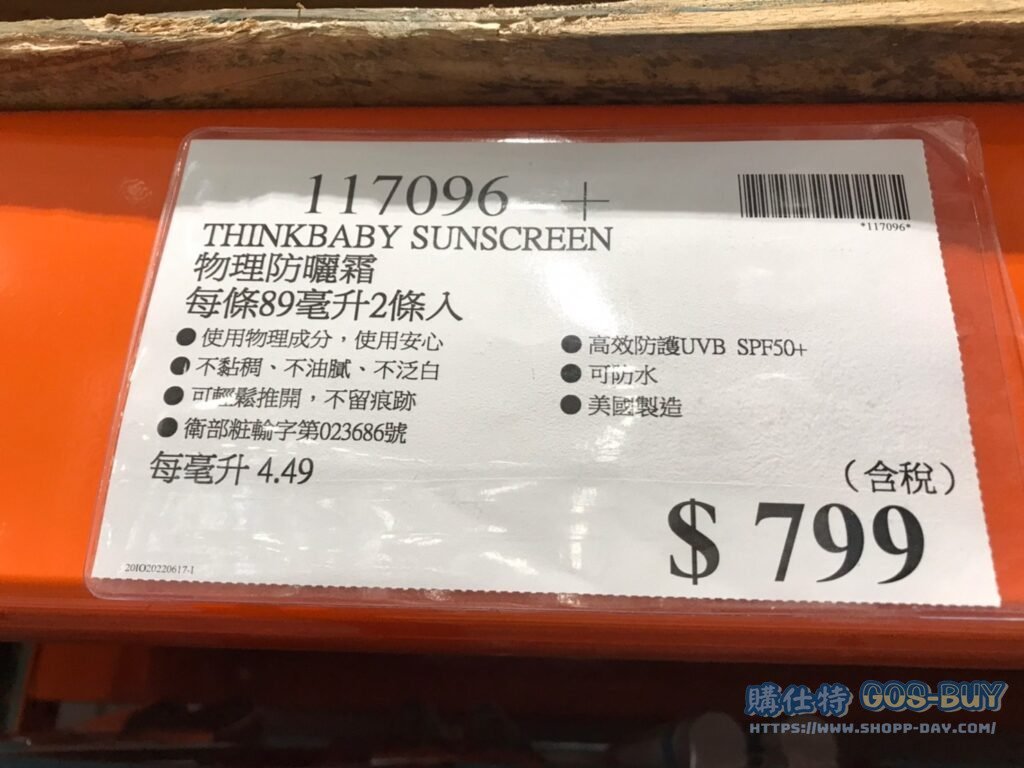 117096 +
*117096*
THINKBABY SUNSCREEN
物理防曬霜
每條89毫升2條入
●使用物理成分，使用安心
●不黏稠、不油膩、不泛白
●可輕鬆推開，不留痕跡
●衛部粧輸字第023686號
●高效防護UVB SPF50+
●可防水
●美國製造
每毫升 4.49
（含稅）
$ 799
20IO20220617-1
購仕特 GOS-BUY
HTTPS://WWW.SHOPP-DAY.COM/